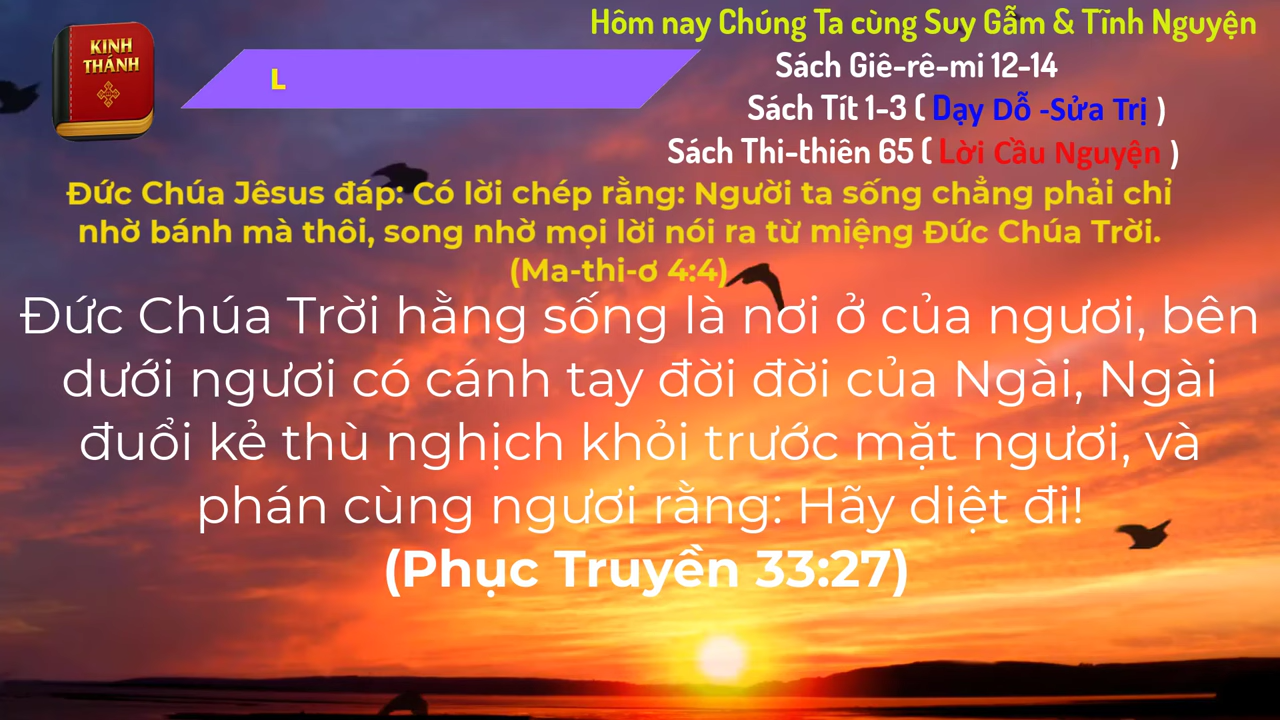 Hôm nay Chúng Ta cùng Suy Gẫm & Tĩnh Nguyện
KINH
THÁNH
L
Sách Giê-rê-mi 12-14
Sách Tít 1-3 ( Dạy Dỗ -Sửa Trị )
Sách Thi-thiên 65 ( Lời Cầu Nguyện )
Đức Chúa Jêsus đáp: Có lời chép rằng: Người ta sống chẳng phải chỉ
nhờ bánh mà thôi, song nhờ mọi lời nói ra từ miệng Đức Chúa Trời.
(Ma-thi-ơ 4:4)
Đức Chúa Trời hằng sống là nơi ở của ngươi, bên
dưới ngươi có cánh tay đời đời của Ngài, Ngài
đuổi kẻ thù nghịch khỏi trước mặt ngươi, và
phán cùng ngươi rằng: Hãy diệt đi!
(Phục Truyền 33:27)